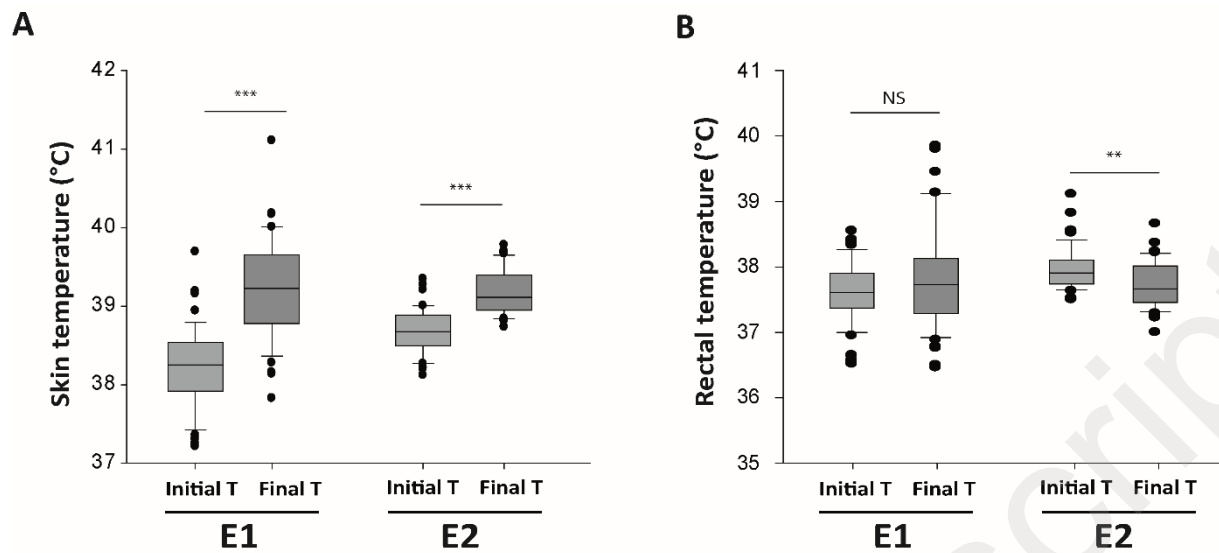 A
Skin temperature (°C)
42
41
40
39
38
37
***
***
Initial T Final T Initial T Final T
E1 E2
B
Rectal temperature (°C)
41
40
39
38
37
36
35
NS
**
Initial T Final T Initial T Final T
E1 E2
script